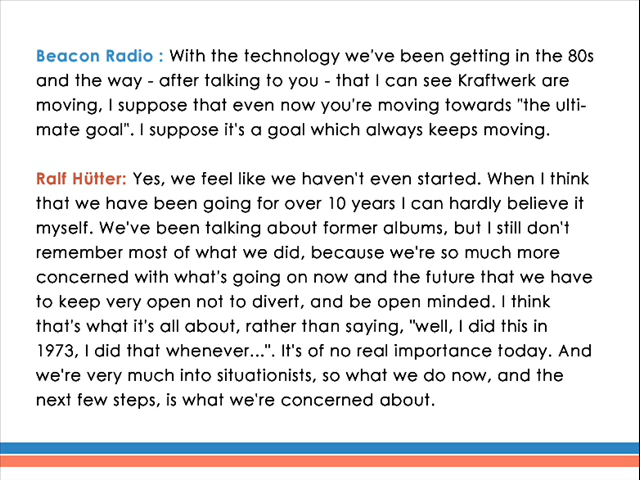 Beacon Radio : With the technology we've been getting in the 80s
and the way - after talking to you - that I can see Kraftwerk are
moving, I suppose that even now you're moving towards "the ulti-
mate goal". I suppose it's a goal which always keeps moving.
Ralf Hütter: Yes, we feel like we haven't even started. When I think
that we have been going for over 10 years I can hardly believe it
myself. We've been talking about former albums, but I still don't
remember most of what we did, because we're so much more
concerned with what's going on now and the future that we have
to keep very open not to divert, and be open minded. I think
that's what it's all about, rather than saying, "well, I did this in
1973, I did that whenever...". It's of no real importance today. And
we're very much into situationists, so what we do now, and the
next few steps, is what we're concerned about.